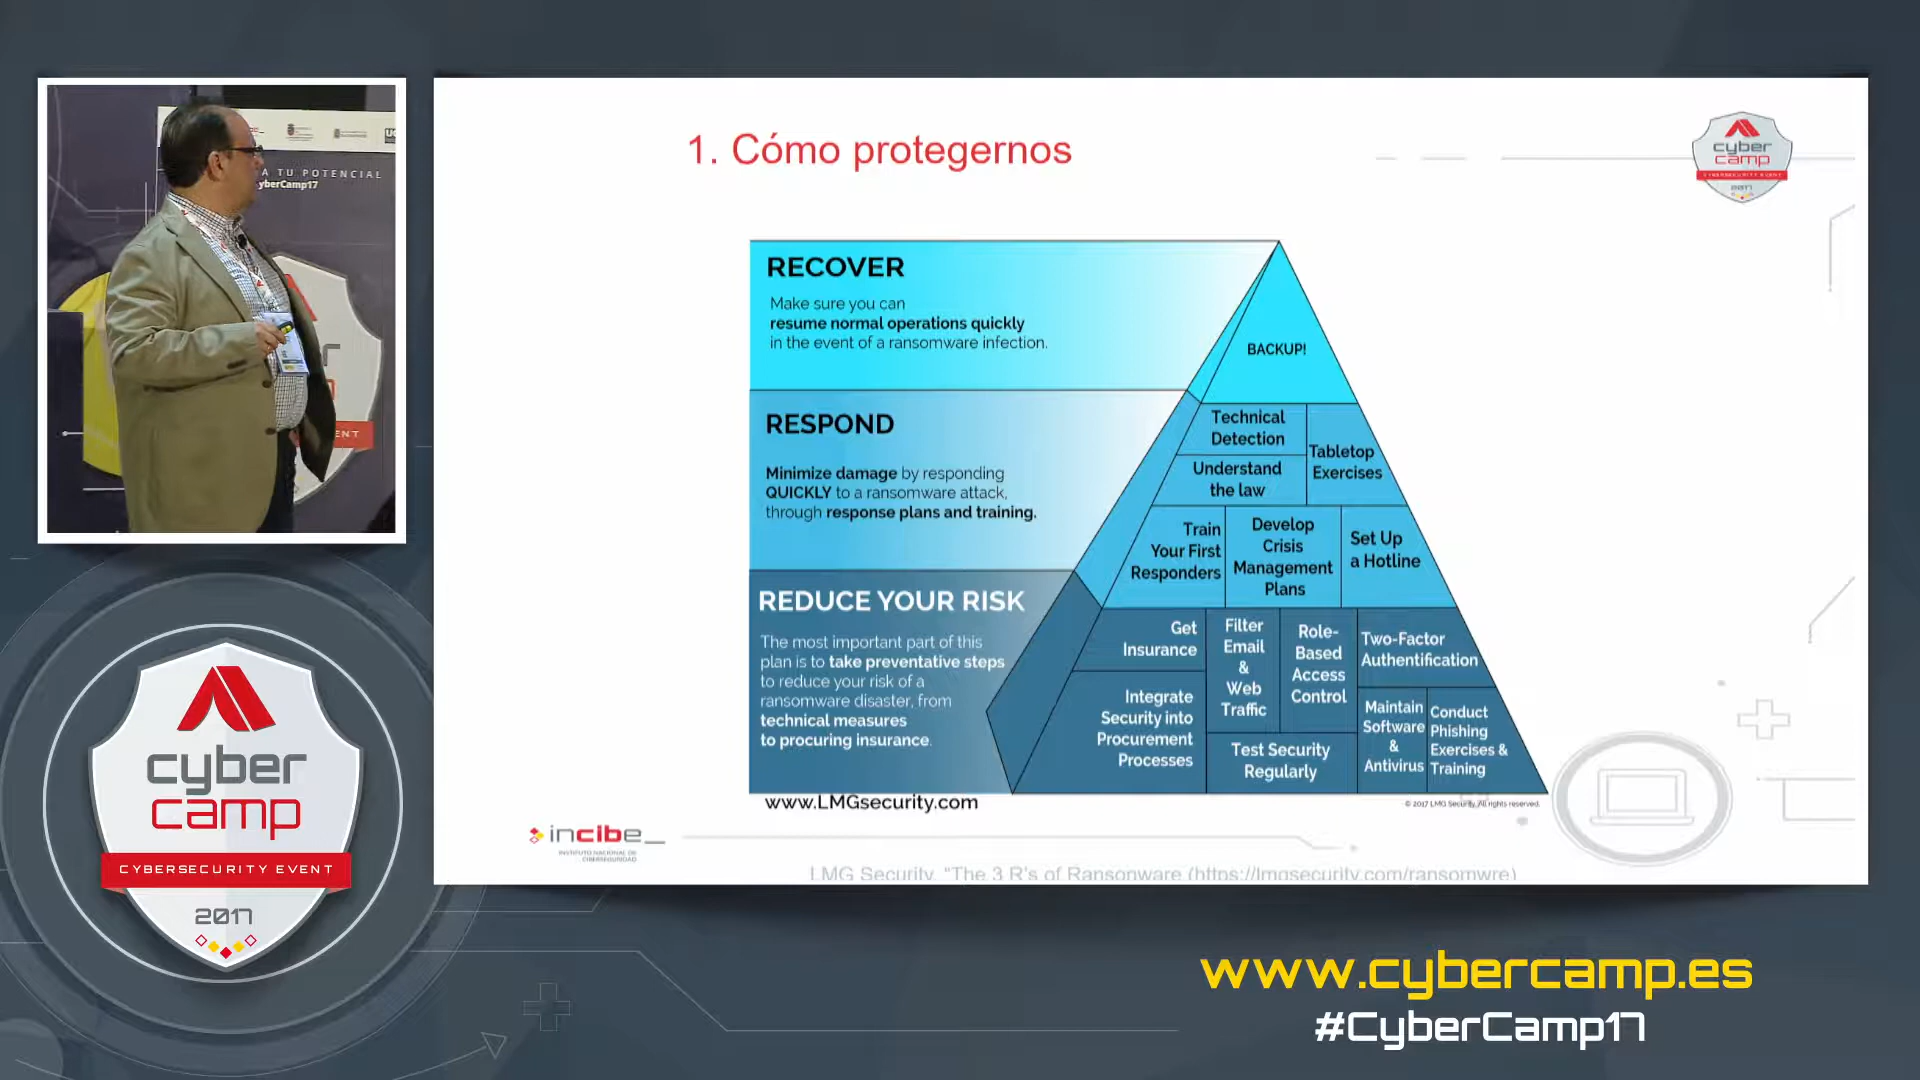 A TU POTENCIAL
yberCamp17
ENT
1. Cómo protegernos
cyber
camp
CYBERSECURITY EVENT
2017
RECOVER
Make sure you can
resume normal operations quickly
in the event of a ransomware infection.
BACKUP!
RESPOND
Minimize damage by responding
QUICKLY to a ransomware attack,
through response plans and training.
Technical
Detection
Tabletop
Exercises
Understand
the law
Train
Your First
Responders
Develop
Crisis
Management
Plans
Set Up
a Hotline
REDUCE YOUR RISK
The most important part of this
plan is to take preventative steps
to reduce your risk of a
ransomware disaster, from
technical measures
to procuring insurance.
Get
Insurance
Filter
Email
&
Web
Traffic
Role-
Based
Access
Control
Two-Factor
Authentification
Integrate
Security into
Procurement
Processes
Test Security
Regularly
Maintain
Software
&
Antivirus
Conduct
Phishing
Exercises &
Training
www.LMGsecurity.com
© 2017 LMG Security. All rights reserved.
incibe_
INSTITUTO NACIONAL DE
CIBERSEGURIDAD
LMG Security. "The 3 R's of Ransonware (https://lmgsecurity.com/ransomwre)
cyber
camp
CYBERSECURITY EVENT
2017
www.cybercamp.es
#CyberCamp17